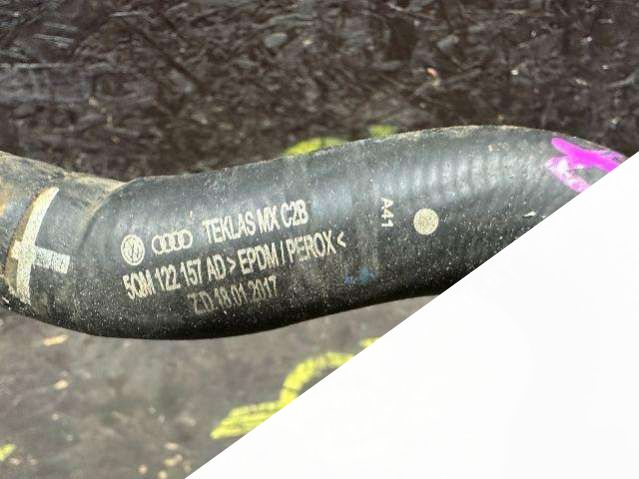 TEKLAS MX C2B
5QM 122 157 AD >EPDM / PEROX<
Z.D. 18 01 2017
A41